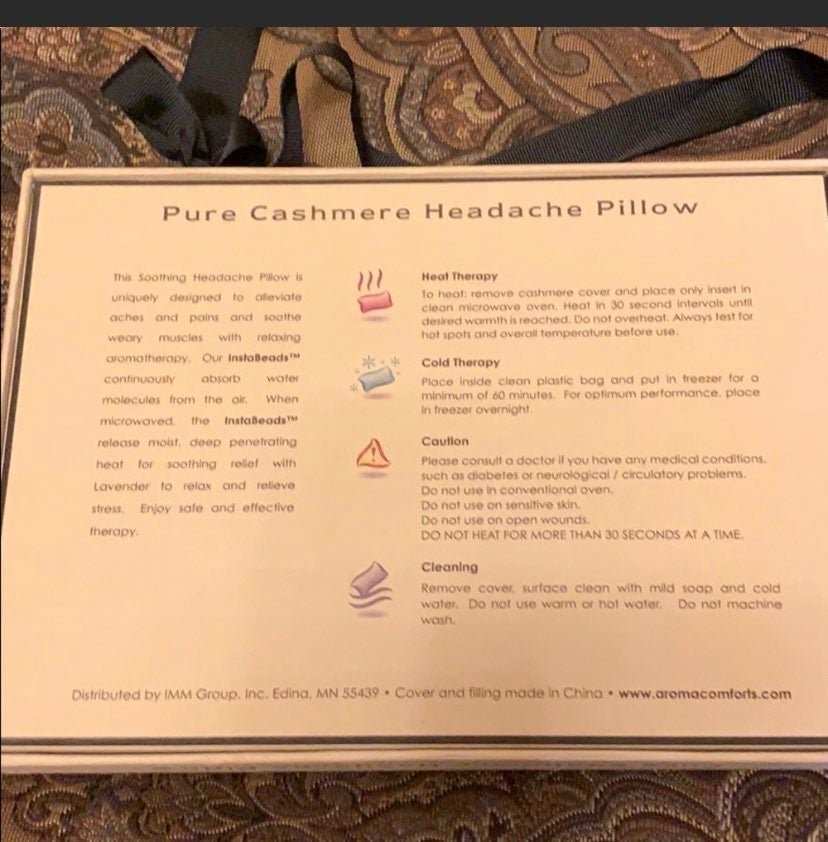 Pure Cashmere Headache Pillow
This Soothing Headache Pillow is
uniquely designed to alleviate
aches and pains and soothe
weary muscles with relaxing
aromatherapy. Our InstaBeads™
continuously absorb water
molecules from the air. When
microwaved, the InstaBeads™
release moist, deep penetrating
heat for soothing relief with
Lavender to relax and relieve
stress. Enjoy safe and effective
therapy.
Heat Therapy
To heat: remove cashmere cover and place only insert in
clean microwave oven. Heat in 30 second intervals until
desired warmth is reached. Do not overheat. Always test for
hot spots and overall temperature before use.
Cold Therapy
Place inside clean plastic bag and put in freezer for a
minimum of 60 minutes. For optimum performance, place
in freezer overnight.
Caution
Please consult a doctor if you have any medical conditions,
such as diabetes or neurological / circulatory problems.
Do not use in conventional oven.
Do not use on sensitive skin.
Do not use on open wounds.
DO NOT HEAT FOR MORE THAN 30 SECONDS AT A TIME.
Cleaning
Remove cover, surface clean with mild soap and cold
water. Do not use warm or hot water. Do not machine
wash.
Distributed by IMM Group, Inc. Edina, MN 55439 • Cover and filling made in China • www.aromacomforts.com